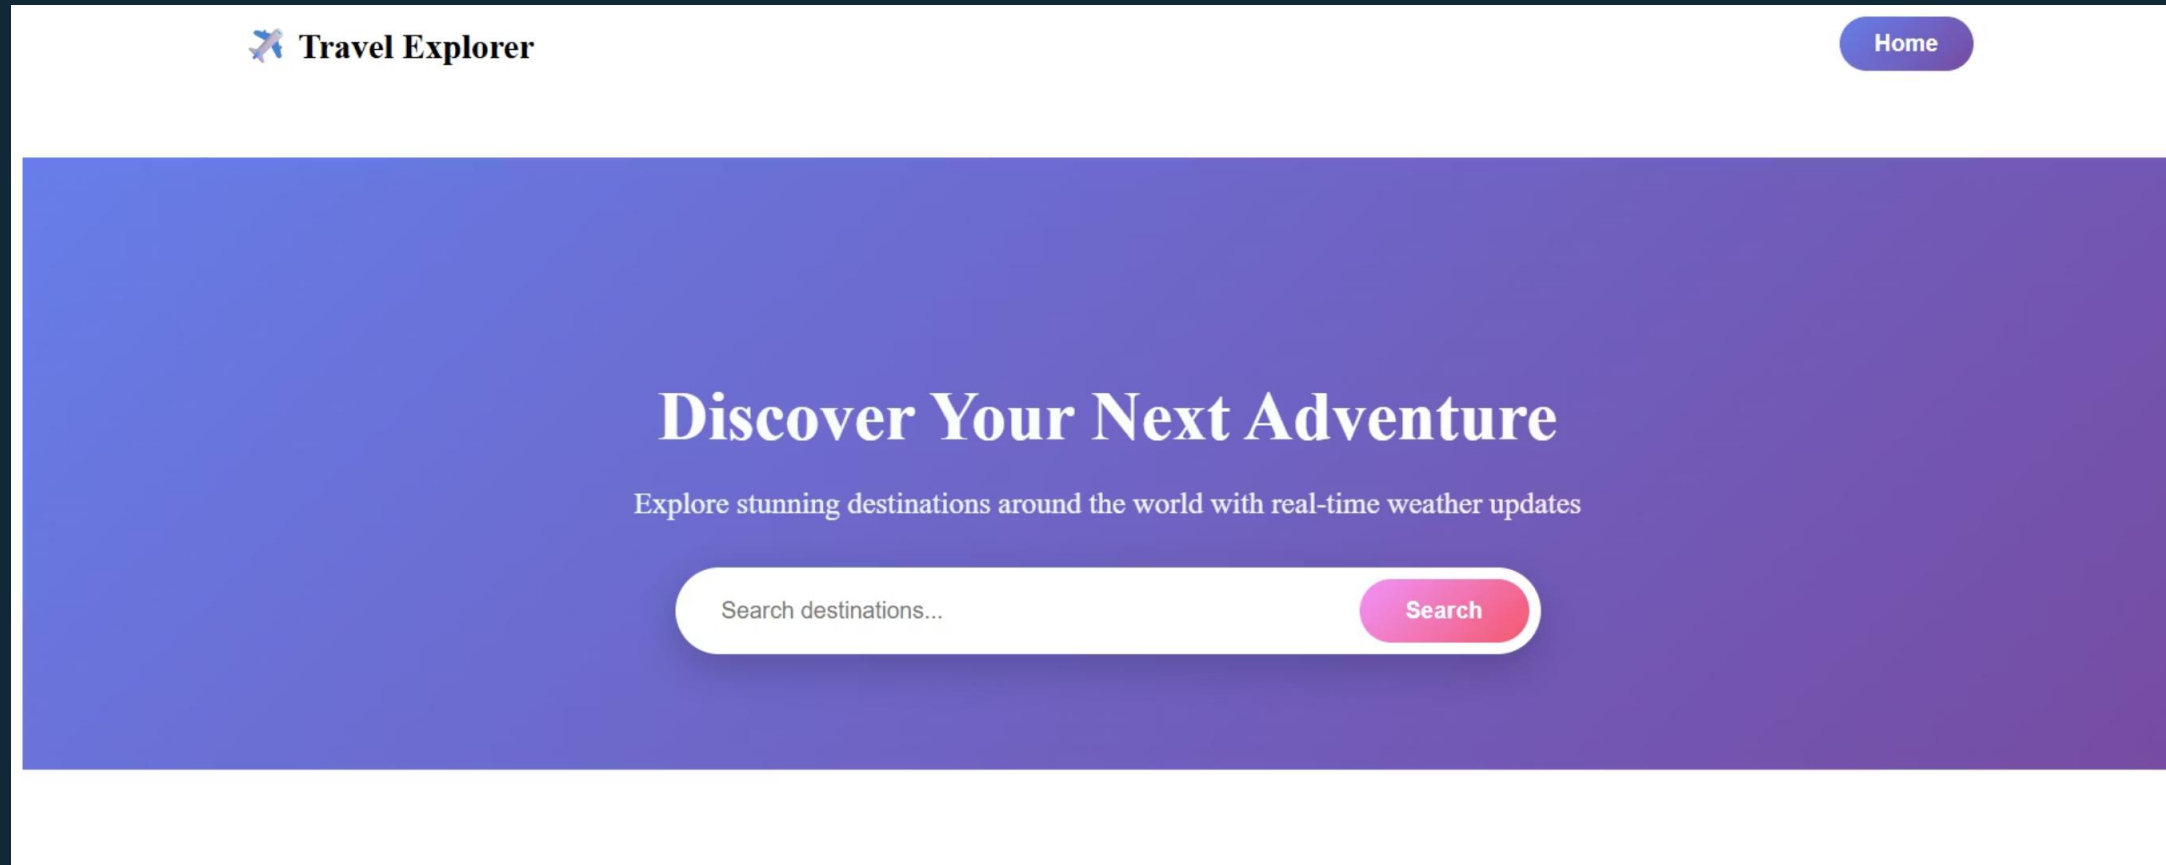 Travel Explorer
Home
Discover Your Next Adventure
Explore stunning destinations around the world with real-time weather updates
Search destinations...
Search